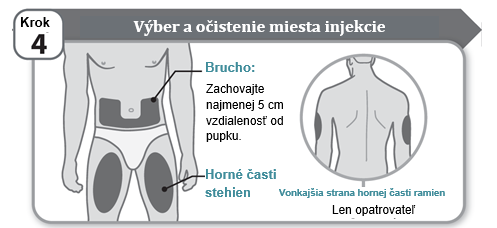 Krok
4
Výber a očistenie miesta injekcie
Brucho:
Zachovajte
najmenej 5 cm
vzdialenosť od
pupku.
Horné časti
stehien
Vonkajšia strana hornej časti ramien
Len opatrovateľ